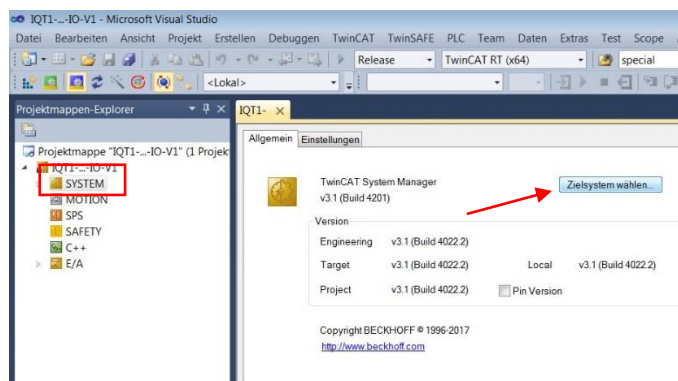 IQT1-...-IO-V1 - Microsoft Visual Studio
Datei Bearbeiten Ansicht Projekt Erstellen Debuggen TwinCAT TwinSAFE PLC Team Daten Extras Test Scope
Release TwinCAT RT (x64) special
<Lokal>
Projektmappen-Explorer
IQT1-
Projektmappe "IQT1-...-IO-V1" (1 Projek
IQT1-...-IO-V1
SYSTEM
MOTION
SPS
SAFETY
C++
E/A
Allgemein Einstellungen
TwinCAT System Manager
v3.1 (Build 4201)
Zielsystem wählen...
Version
Engineering v3.1 (Build 4022.2)
Target v3.1 (Build 4022.2) Local v3.1 (Build 4022.2)
Project v3.1 (Build 4022.2) Pin Version
Copyright BECKHOFF © 1996-2017
http://www.beckhoff.com